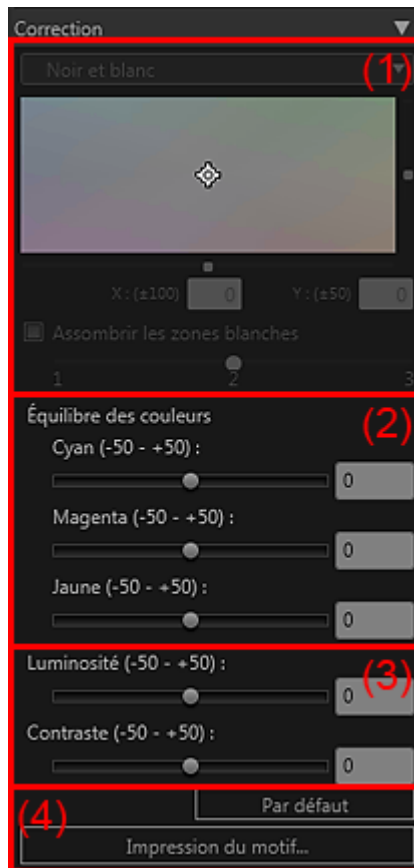 Correction
Noir et blanc
(1)
X : (±100) 0 Y : (±50) 0
Assombrir les zones blanches
1 2 3
Équilibre des couleurs
(2)
Cyan (-50 - +50) :
0
Magenta (-50 - +50) :
0
Jaune (-50 - +50) :
0
Luminosité (-50 - +50) :
(3)
0
Contraste (-50 - +50) :
0
(4)
Par défaut
Impression du motif...